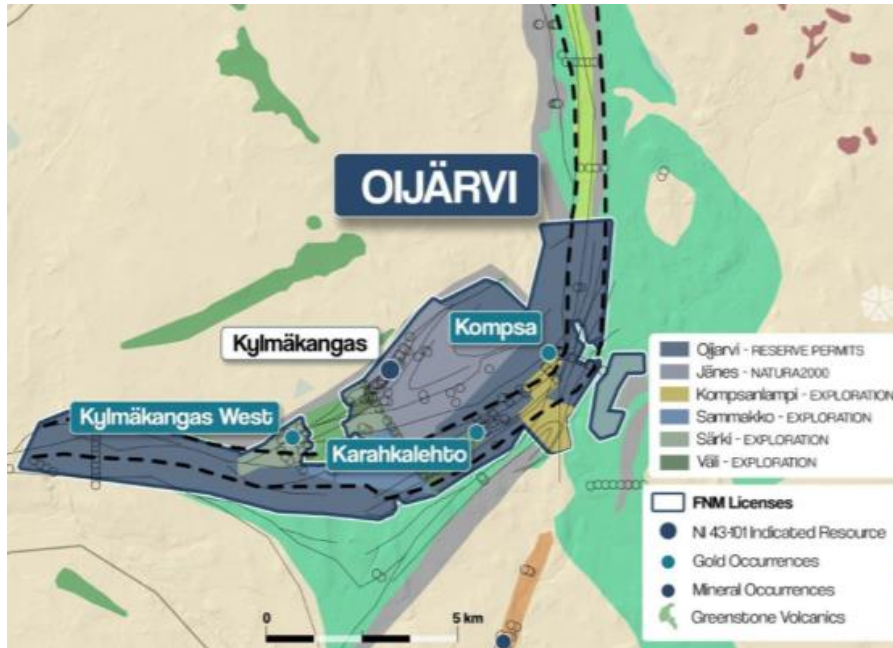 OIJÄRVI
Kylmäkangas
Kompsa
Kylmäkangas West
Karahkalehto
Oijarvi - RESERVE PERMITS
Jänes - NATURA2000
Kompsanlampi - EXPLORATION
Sammakko - EXPLORATION
Särki - EXPLORATION
Väli - EXPLORATION
FNM Licenses
NI 43-101 Indicated Resource
Gold Occurrences
Mineral Occurrences
Greenstone Volcanics
0 5 km